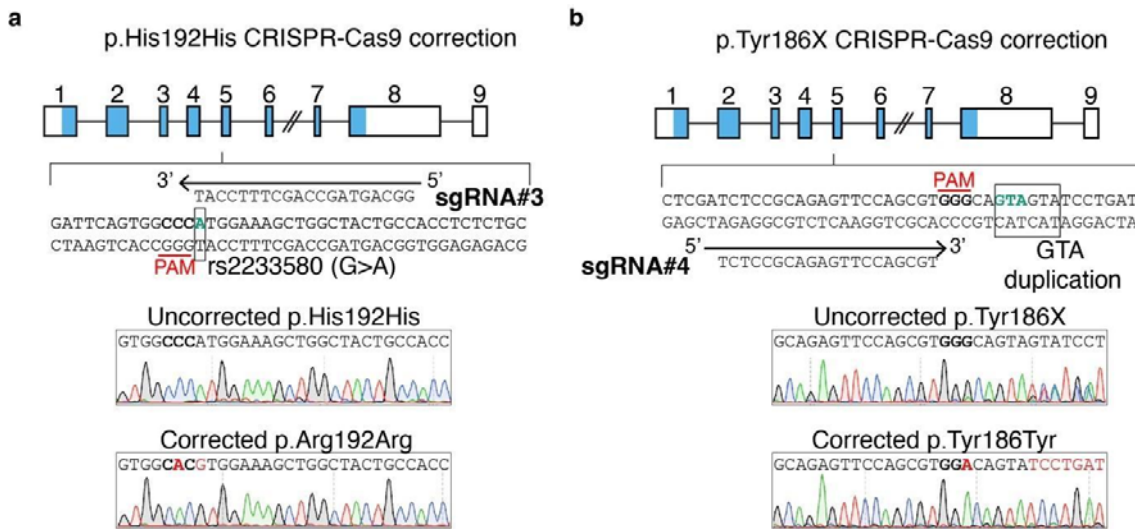 a
p.His192His CRISPR-Cas9 correction
1 2 3 4 5 6 7 8 9
3' 5'
TACCTTTCGACCGATGACGG
sgRNA#3
GATTCAGTGGCCCATGGAAAGCTGGCTACTGCCACCTCTCTGC
CTAAGTCACCGGGTACCTTTCGACCGATGACGGTGGAGAGACG
PAM
rs2233580 (G>A)
Uncorrected p.His192His
GTGGCCCATGGAAAGCTGGCTACTGCCACC
Corrected p.Arg192Arg
GTGGCACGTGGAAAGCTGGCTACTGCCACC
b
p.Tyr186X CRISPR-Cas9 correction
1 2 3 4 5 6 7 8 9
PAM
CTCGATCTCCGCAGAGTTCCAGCGTGGGCAGTAGTATCCTGAT
GAGCTAGAGGCGTCTCAAGGTCGCACCCGTCATCATAGGACTA
5' 3'
sgRNA#4
TCTCCGCAGAGTTCCAGCGT
GTA
duplication
Uncorrected p.Tyr186X
GCAGAGTTCCAGCGTGGGCAGTAGTATCCT
Corrected p.Tyr186Tyr
GCAGAGTTCCAGCGTGGACAGTATCCTGAT